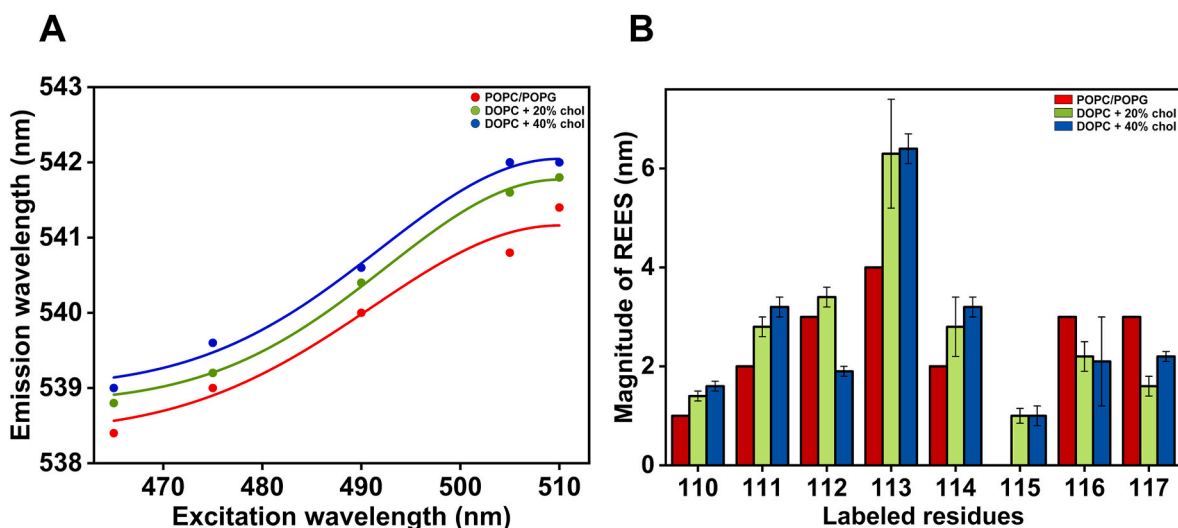 A
Emission wavelength (nm)
543
542
541
540
539
538
POPC/POPG
DOPC + 20% chol
DOPC + 40% chol
470
480
490
500
510
Excitation wavelength (nm)
B
Magnitude of REES (nm)
6
4
2
0
POPC/POPG
DOPC + 20% chol
DOPC + 40% chol
110
111
112
113
114
115
116
117
Labeled residues